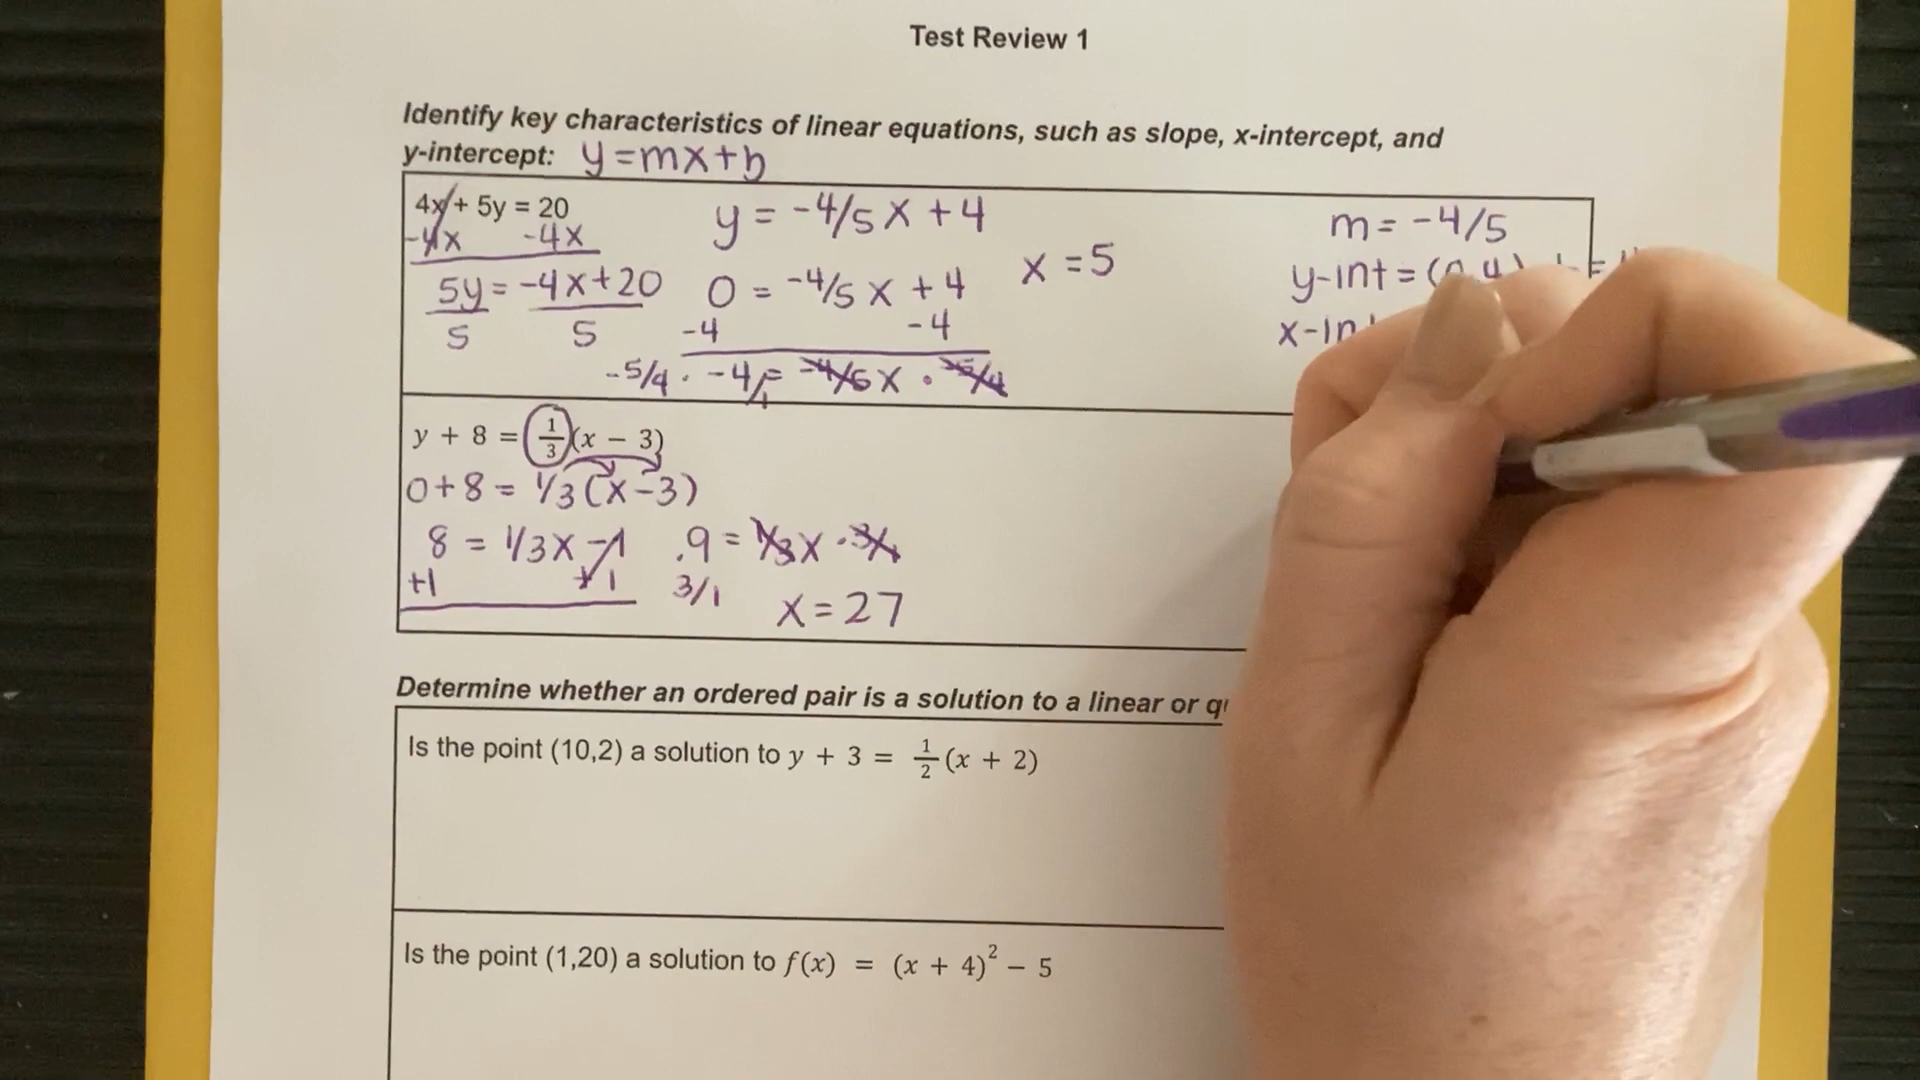 Test Review 1
Identify key characteristics of linear equations, such as slope, x-intercept, and
y-intercept: y = mx + b
4x + 5y = 20
-4x -4x
5y = -4x + 20
5 5
y = -4/5 x + 4
0 = -4/5 x + 4
-4 -4
-5/4 · -4 = -4/5 x · -5/4
1
x = 5
m = -4/5
y-int = (0,4)
x-in
y + 8 = 1/3 (x − 3)
0 + 8 = 1/3 (x - 3)
8 = 1/3 x - 1
+1 +1
· 9 = 1/3 x · 3/1
3/1
x = 27
Determine whether an ordered pair is a solution to a linear or
Is the point (10,2) a solution to y + 3 = 1/2 (x + 2)
Is the point (1,20) a solution to f(x) = (x + 4)² − 5